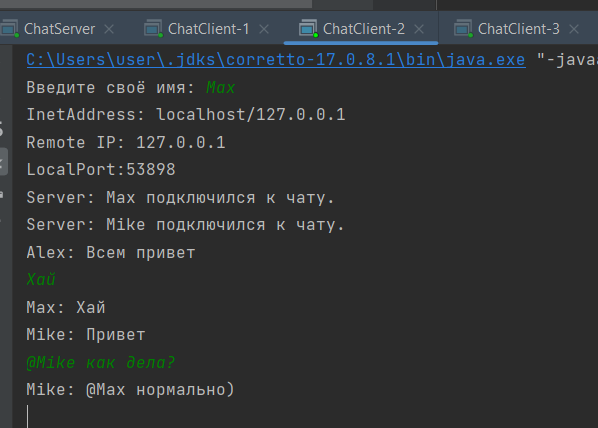 ChatServer ChatClient-1 ChatClient-2 ChatClient-3
C:\Users\user\.jdks\corretto-17.0.8.1\bin\java.exe "-java
Введите своё имя: Max
InetAddress: localhost/127.0.0.1
Remote IP: 127.0.0.1
LocalPort:53898
Server: Max подключился к чату.
Server: Mike подключился к чату.
Alex: Всем привет
Хай
Max: Хай
Mike: Привет
@Mike как дела?
Mike: @Max нормально)